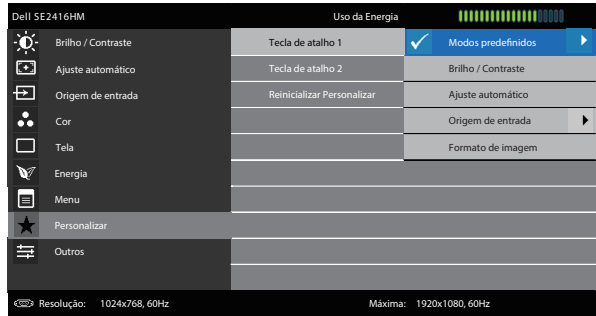 Dell SE2416HM Uso da Energia
Brilho / Contraste Tecla de atalho 1 Modos predefinidos
Ajuste automático Tecla de atalho 2 Brilho / Contraste
Origem de entrada Reinicializar Personalizar Ajuste automático
Cor Origem de entrada
Tela Formato de imagem
Energia
Menu
Personalizar
Outros
Resolução: 1024x768, 60Hz Máxima: 1920x1080, 60Hz